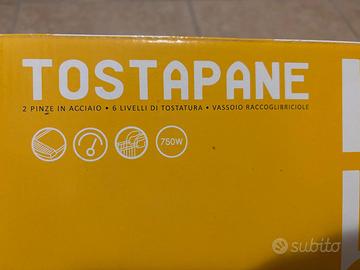 TOSTAPANE
2 PINZE IN ACCIAIO • 6 LIVELLI DI TOSTATURA • VASSOIO RACCOGLIBRICIOLE
750W
subito